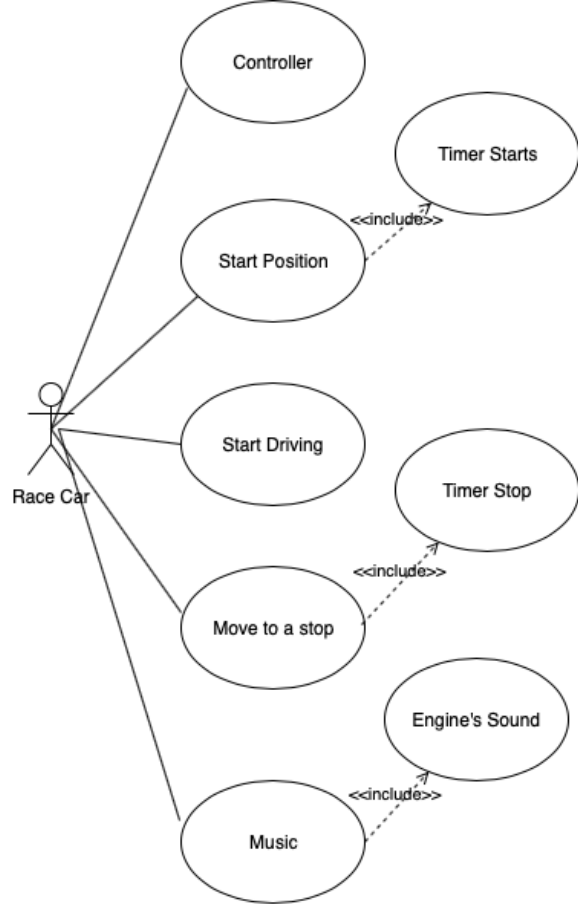 Controller
Timer Starts
<<include>>
Start Position
Start Driving
Race Car
Timer Stop
<<include>>
Move to a stop
Engine's Sound
<<include>>
Music